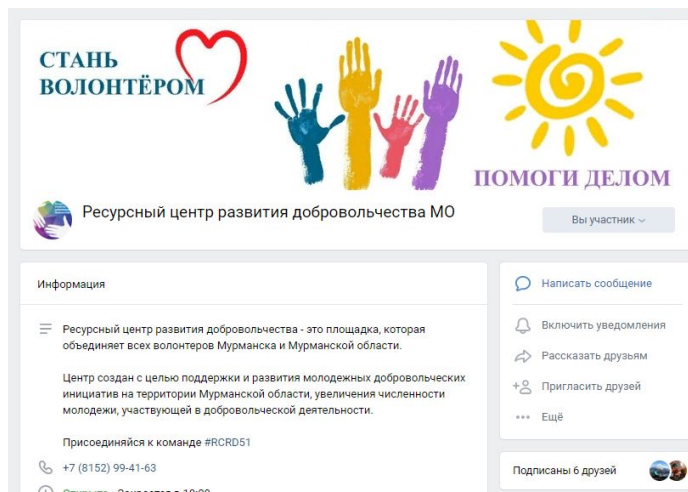 СТАНЬ
ВОЛОНТЁРОМ
ПОМОГИ ДЕЛОМ
Ресурсный центр развития добровольчества МО
Вы участник
Информация
Ресурсный центр развития добровольчества - это площадка, которая
объединяет всех волонтеров Мурманска и Мурманской области.
Центр создан с целью поддержки и развития молодежных добровольческих
инициатив на территории Мурманской области, увеличения численности
молодежи, участвующей в добровольческой деятельности.
Присоединяйся к команде #RCRD51
+7 (8152) 99-41-63
Написать сообщение
Включить уведомления
Рассказать друзьям
Пригласить друзей
Ещё
Подписаны 6 друзей